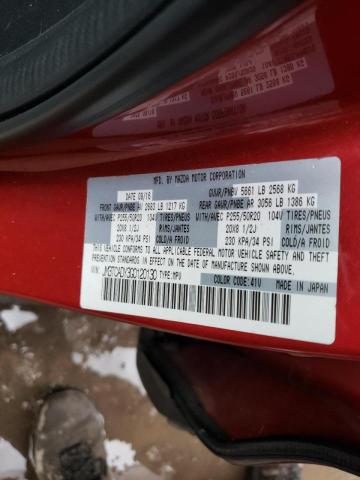 MFD. BY MAZDA MOTOR CORPORATION
DATE 08/16 GVWR/PNBV 5661 LB 2568 KG
FRONT GAWR/PNBE AV 2683 LB 1217 KG REAR GAWR/PNBE AR 3056 LB 1386 KG
WITH/AVEC P255/50R20 104V TIRES/PNEUS WITH/AVEC P255/50R20 104V TIRES/PNEUS
20X8 1/2J RIMS/JANTES 20X8 1/2J RIMS/JANTES
230 KPA/34 PSI COLD/A FROID 230 KPA/34 PSI COLD/A FROID
THIS VEHICLE CONFORMS TO ALL APPLICABLE FEDERAL MOTOR VEHICLE SAFETY
AND THEFT PREVENTION STANDARDS IN EFFECT ON THE DATE OF MANUFACTURE
SHOWN ABOVE.
VIN: JM3TCADY3G0120130 TYPE: MPV
COLOR CODE: 41V MADE IN JAPAN